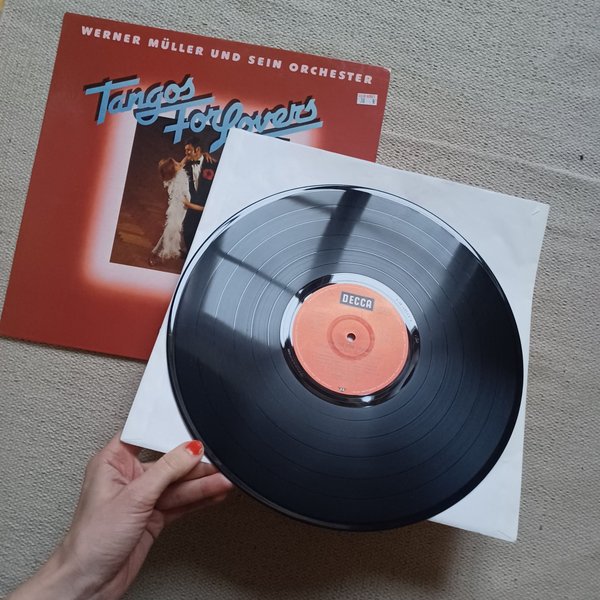 WERNER MÜLLER UND SEIN ORCHESTER
Tangos
For Lovers
DECCA